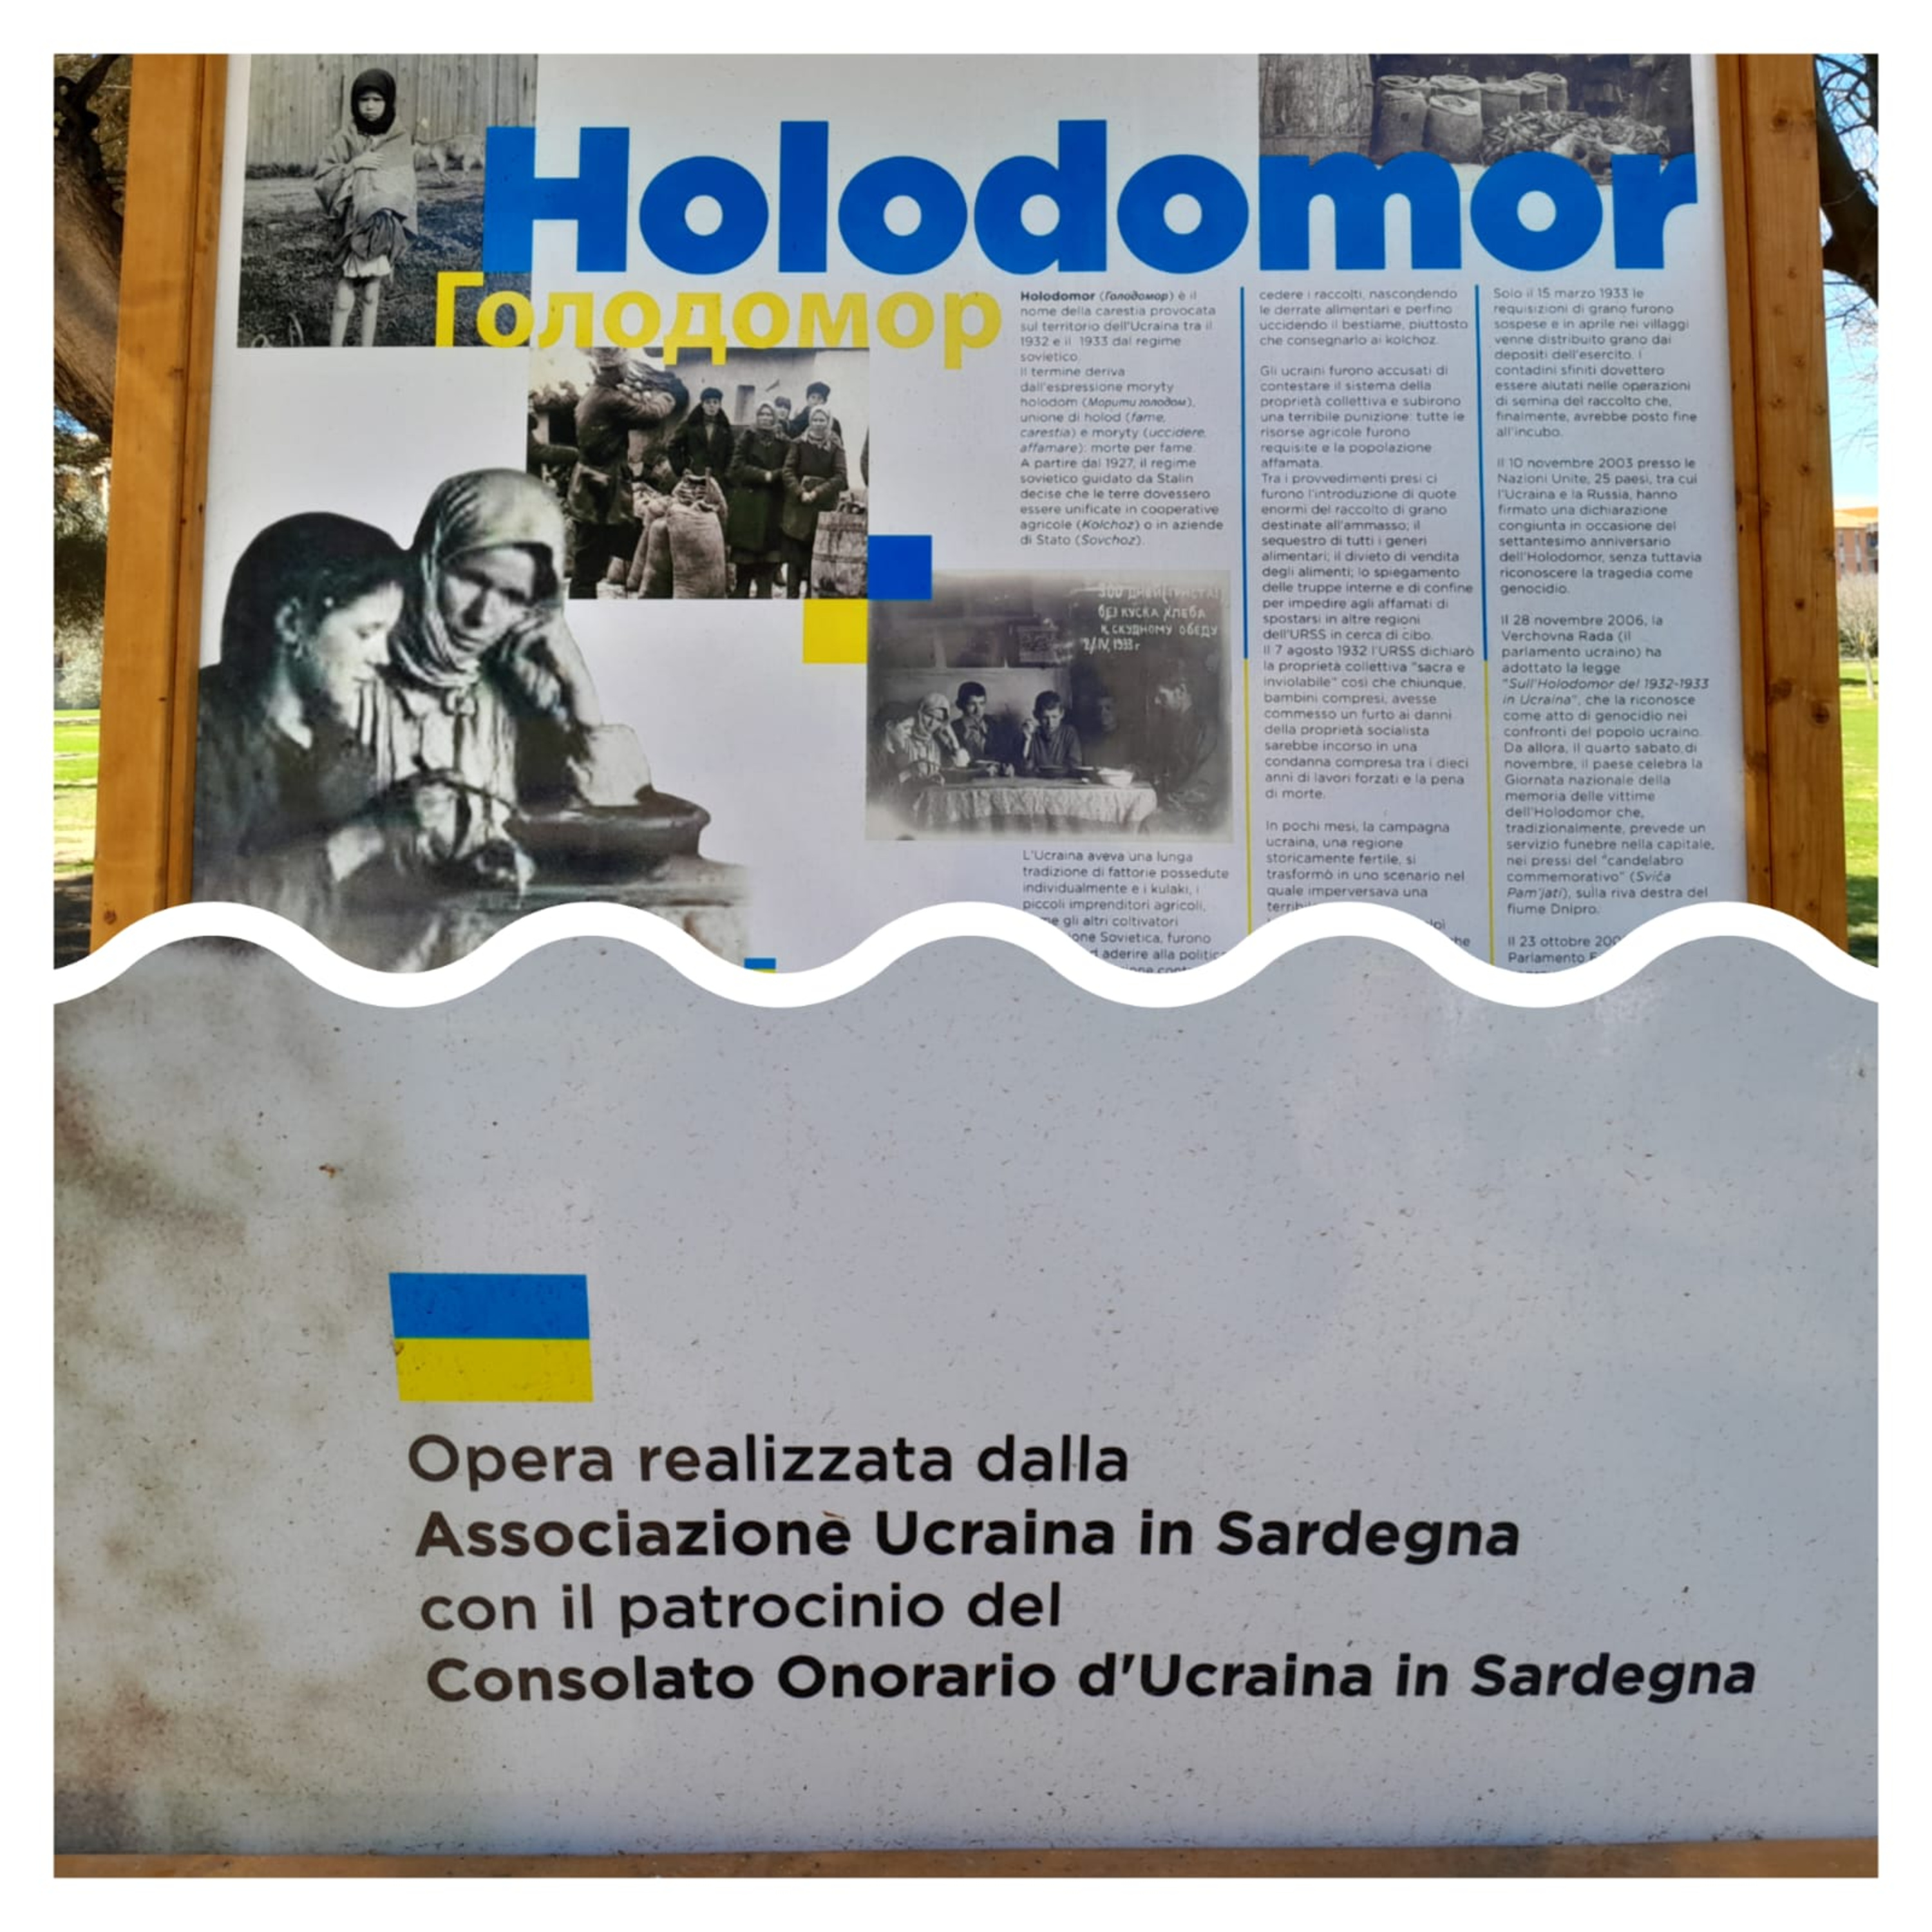 Holodomor
Голодомор
Holodomor (Голодомор) è il
nome della carestia provocata
sul territorio dell'Ucraina tra il
1932 e il 1933 dal regime
sovietico.
Il termine deriva
dall'espressione moryty
holodom (Морити голодом),
unione di holod (fame,
carestia) e moryty (uccidere,
affamare): morte per fame.
A partire dal 1927, il regime
sovietico guidato da Stalin
decise che le terre dovessero
essere unificate in cooperative
agricole (Kolchoz) o in aziende
di Stato (Sovchoz).
БЕЗ КУСКА ХЛЕБА
К СКУДНОМУ ОБЕДУ
2/IV, 1933 г
L'Ucraina aveva una lunga
tradizione di fattorie possedute
individualmente e i kulaki, i
piccoli imprenditori agricoli,
gli altri coltivatori
Sovietica, furono
aderire alla politica
cedere i raccolti, nascondendo
le derrate alimentari e perfino
uccidendo il bestiame, piuttosto
che consegnarlo ai kolchoz.
Gli ucraini furono accusati di
contestare il sistema della
proprietà collettiva e subirono
una terribile punizione: tutte le
risorse agricole furono
requisite e la popolazione
affamata.
Tra i provvedimenti presi ci
furono l'introduzione di quote
enormi del raccolto di grano
destinate all'ammasso; il
sequestro di tutti i generi
alimentari; il divieto di vendita
degli alimenti; lo spiegamento
delle truppe interne e di confine
per impedire agli affamati di
spostarsi in altre regioni
dell'URSS in cerca di cibo.
Il 7 agosto 1932 l'URSS dichiarò
la proprietà collettiva "sacra e
inviolabile" così che chiunque,
bambini compresi, avesse
commesso un furto ai danni
della proprietà socialista
sarebbe incorso in una
condanna compresa tra i dieci
anni di lavori forzati e la pena
di morte.
In pochi mesi, la campagna
ucraina, una regione
storicamente fertile, si
trasformò in uno scenario nel
quale imperversava una
Solo il 15 marzo 1933 le
requisizioni di grano furono
sospese e in aprile nei villaggi
venne distribuito grano dai
depositi dell'esercito. I
contadini sfiniti dovettero
essere aiutati nelle operazioni
di semina del raccolto che,
finalmente, avrebbe posto fine
all'incubo.
Il 10 novembre 2003 presso le
Nazioni Unite, 25 paesi, tra cui
l'Ucraina e la Russia, hanno
firmato una dichiarazione
congiunta in occasione del
settantesimo anniversario
dell'Holodomor, senza tuttavia
riconoscere la tragedia come
genocidio.
Il 28 novembre 2006, la
Verchovna Rada (il
parlamento ucraino) ha
adottato la legge
"Sull'Holodomor del 1932-1933
in Ucraina", che la riconosce
come atto di genocidio nei
confronti del popolo ucraino.
Da allora, il quarto sabato di
novembre, il paese celebra la
Giornata nazionale della
memoria delle vittime
dell'Holodomor che,
tradizionalmente, prevede un
servizio funebre nella capitale,
nei pressi del "candelabro
commemorativo" (Svića
Pam'jati), sulla riva destra del
fiume Dnipro.
Il 23 ottobre
Parlamento
Opera realizzata dalla
Associazione Ucraina in Sardegna
con il patrocinio del
Consolato Onorario d'Ucraina in Sardegna